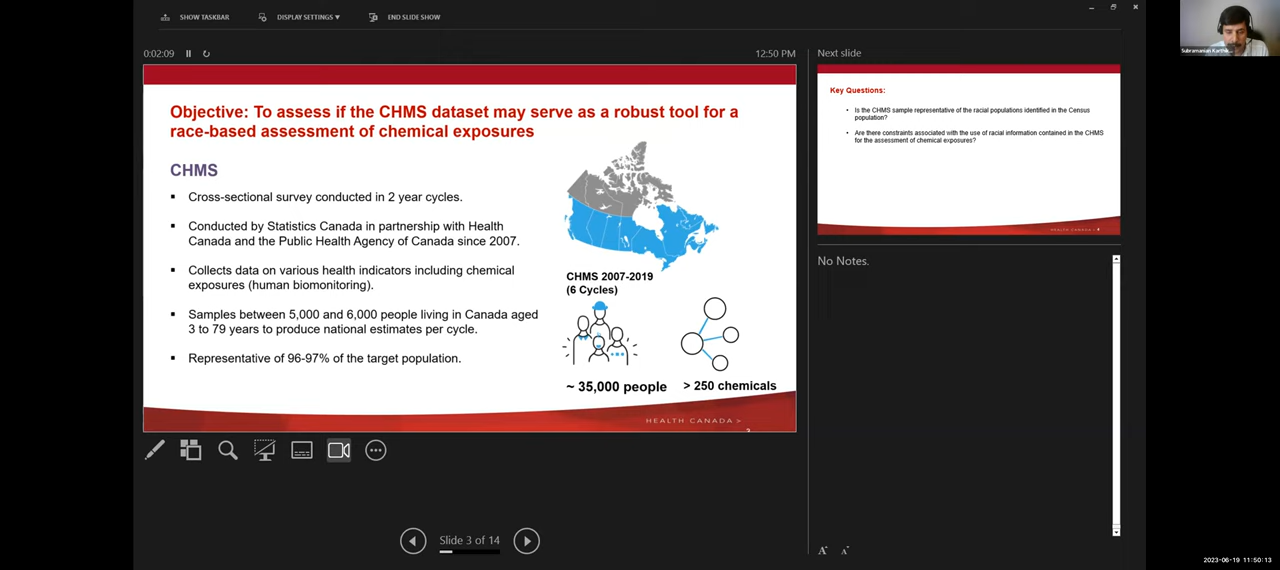 SHOW TASKBAR
DISPLAY SETTINGS ▾
END SLIDE SHOW
0:02:09
12:50 PM
Objective: To assess if the CHMS dataset may serve as a robust tool for a
race-based assessment of chemical exposures
CHMS
▪ Cross-sectional survey conducted in 2 year cycles.
▪ Conducted by Statistics Canada in partnership with Health
Canada and the Public Health Agency of Canada since 2007.
▪ Collects data on various health indicators including chemical
exposures (human biomonitoring).
▪ Samples between 5,000 and 6,000 people living in Canada aged
3 to 79 years to produce national estimates per cycle.
▪ Representative of 96-97% of the target population.
CHMS 2007-2019
(6 Cycles)
~ 35,000 people
> 250 chemicals
HEALTH CANADA >
Slide 3 of 14
Next slide
Key Questions:
• Is the CHMS sample representative of the racial populations identified in the Census
population?
• Are there constraints associated with the use of racial information contained in the CHMS
for the assessment of chemical exposures?
HEALTH CANADA >
No Notes.
A A
Subramanian
2023-06-19 11:50:13